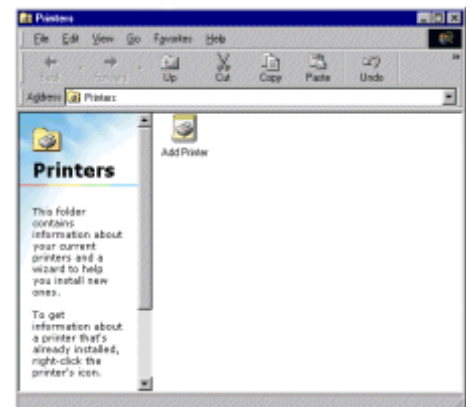 Printers
File Edit View Go Favorites Help
Back Forward Up Cut Copy Paste Undo
Address Printers
Add Printer
Printers
This folder
contains
information about
your current
printers and a
wizard to help
you install new
ones.
To get
information about
a printer that's
already installed,
right-click the
printer's icon.